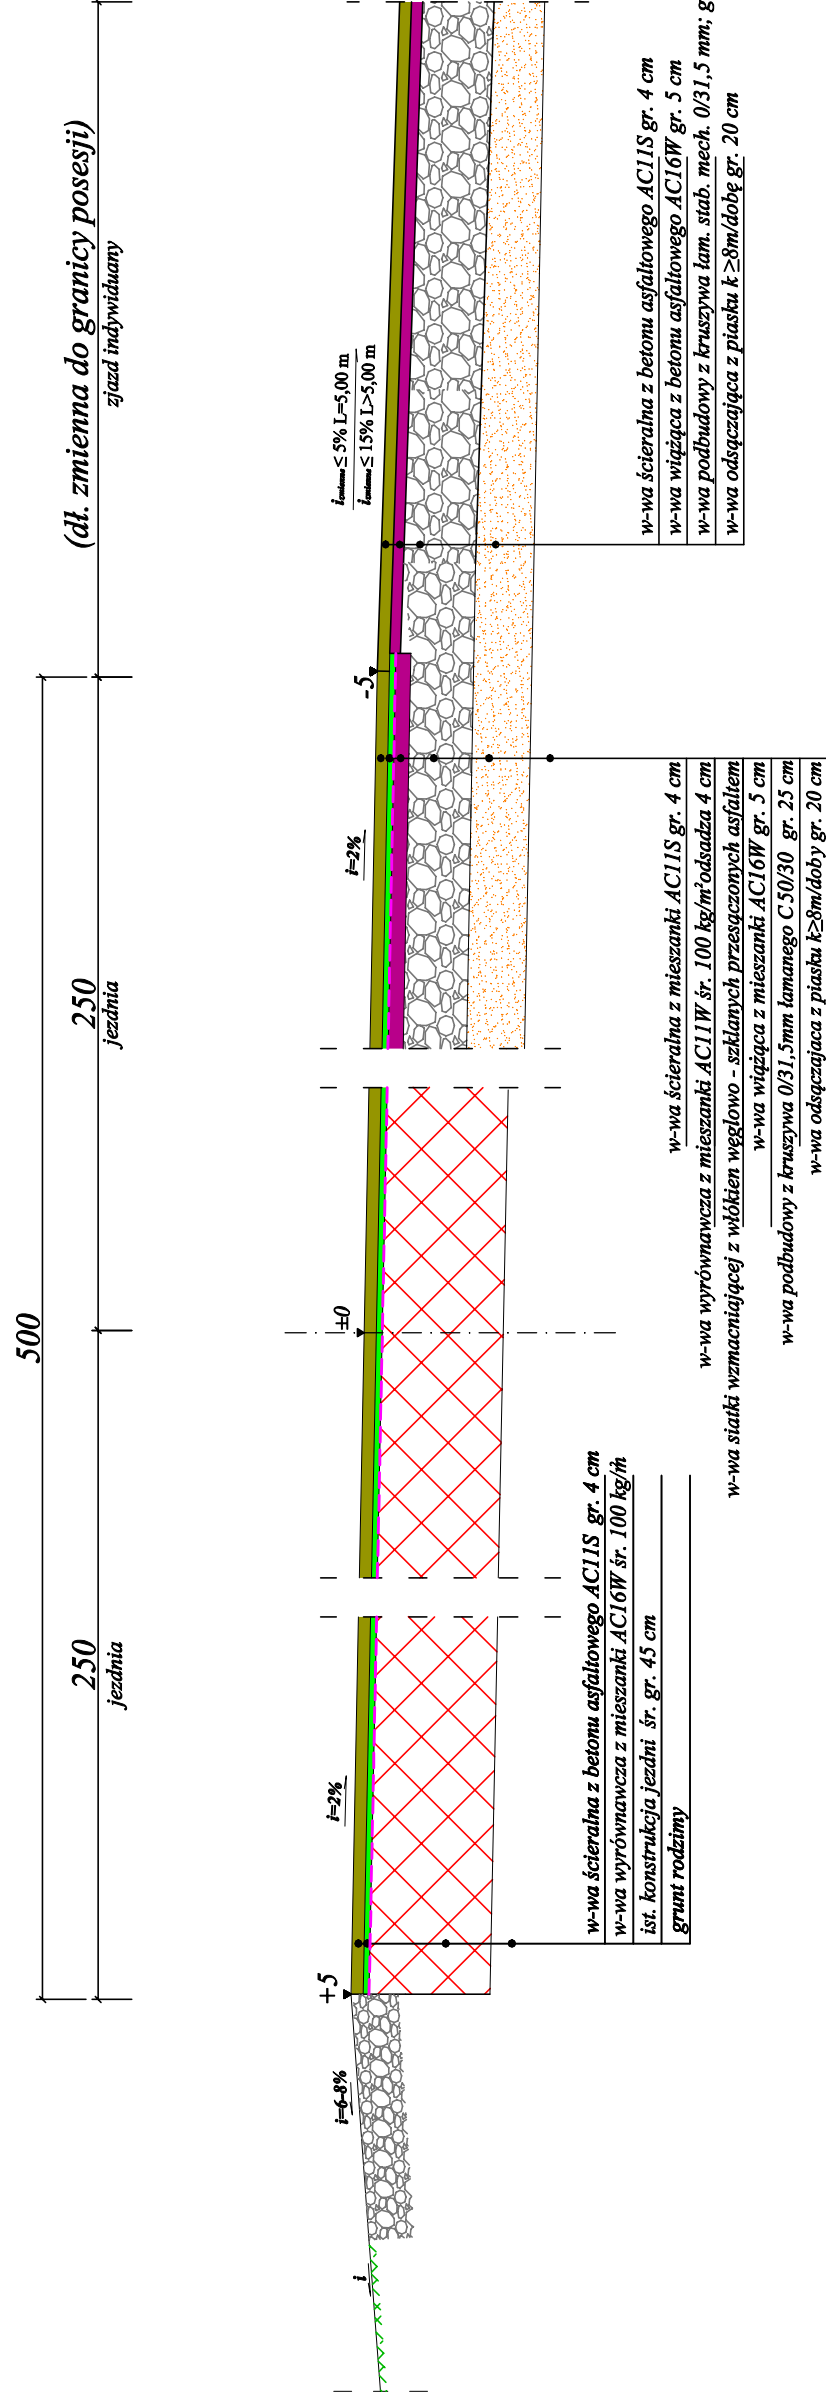 500
250
jezdnia
250
jezdnia
(dł. zmienna do granicy posesji)
zjazd indywiduany
+5
±0
-5
i
i=6-8%
i=2%
i=2%
i zmienne ≤ 5% L=5,00 m
i zmienne ≤ 15% L>5,00 m
w-wa ścieralna z betonu asfaltowego AC11S gr. 4 cm
w-wa wyrównawcza z mieszanki AC16W śr. 100 kg/m²
ist. konstrukcja jezdni śr. gr. 45 cm
grunt rodzimy
w-wa ścieralna z mieszanki AC11S gr. 4 cm
w-wa wyrównawcza z mieszanki AC11W śr. 100 kg/m²odsadza 4 cm
w-wa siatki wzmacniającej z włókien węglowo - szklanych przesączonych asfaltem
w-wa wiążąca z mieszanki AC16W gr. 5 cm
w-wa podbudowy z kruszywa 0/31,5mm łamanego C 50/30 gr. 25 cm
w-wa odsączajaca z piasku k≥8m/doby gr. 20 cm
w-wa ścieralna z betonu asfaltowego AC11S gr. 4 cm
w-wa wiążąca z betonu asfaltowego AC16W gr. 5 cm
w-wa podbudowy z kruszywa łam. stab. mech. 0/31,5 mm; g
w-wa odsączająca z piasku k ≥8m/dobę gr. 20 cm